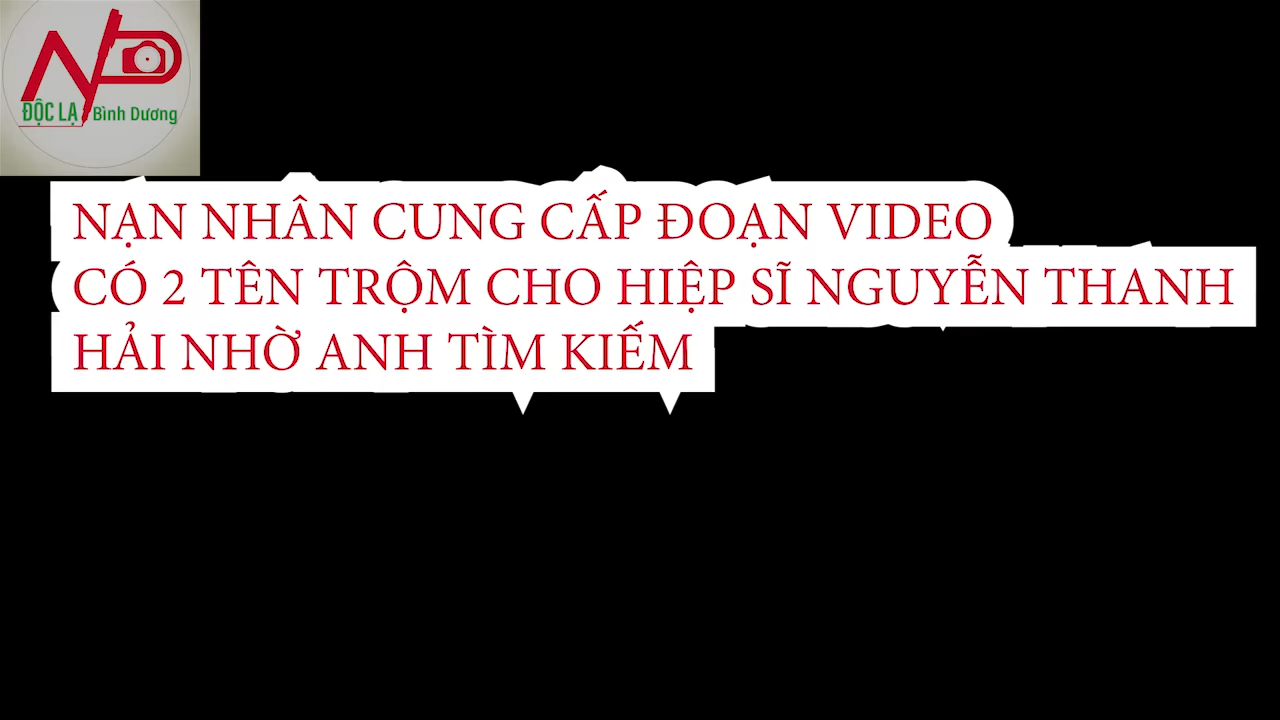 ĐỘC LẠ Bình Dương
NẠN NHÂN CUNG CẤP ĐOẠN VIDEO
CÓ 2 TÊN TRỘM CHO HIỆP SĨ NGUYỄN THANH
HẢI NHỜ ANH TÌM KIẾM